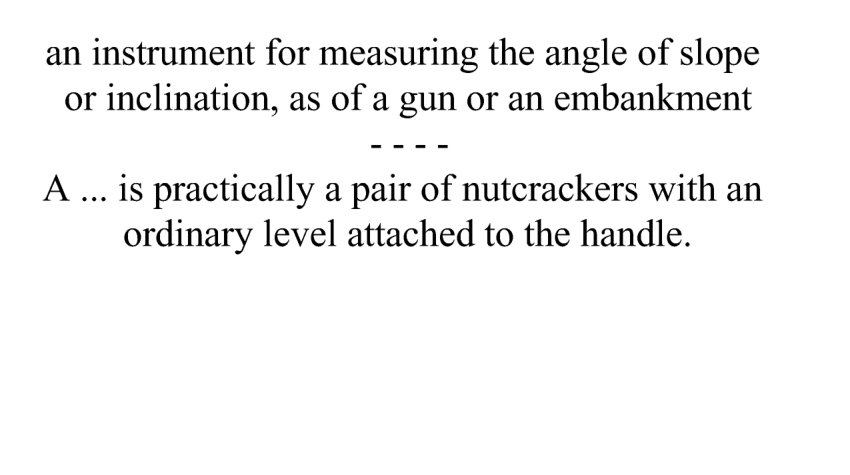 an instrument for measuring the angle of slope
or inclination, as of a gun or an embankment
- - - -
A ... is practically a pair of nutcrackers with an
ordinary level attached to the handle.